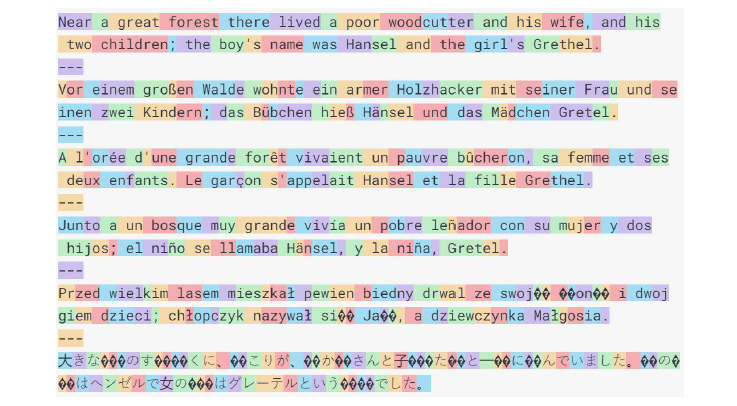 Near a great forest there lived a poor woodcutter and his wife, and his
two children; the boy's name was Hansel and the girl's Grethel.
---
Vor einem großen Walde wohnte ein armer Holzhacker mit seiner Frau und se
inen zwei Kindern; das Bübchen hieß Hänsel und das Mädchen Gretel.
---
A l'orée d'une grande forêt vivaient un pauvre bûcheron, sa femme et ses
deux enfants. Le garçon s'appelait Hansel et la fille Grethel.
---
Junto a un bosque muy grande vivía un pobre leñador con su mujer y dos
hijos; el niño se llamaba Hänsel, y la niña, Gretel.
---
Przed wielkim lasem mieszkał pewien biedny drwal ze swoj�� ��on�� i dwoj
giem dzieci; chłopczyk nazywał si�� Ja��, a dziewczynka Małgosia.
---
大きな���のす����くに、��こりが、��か��さんと子���た��と一��に��んでいました。��の�
��はヘンゼルで女の���はグレーテルという����でした。